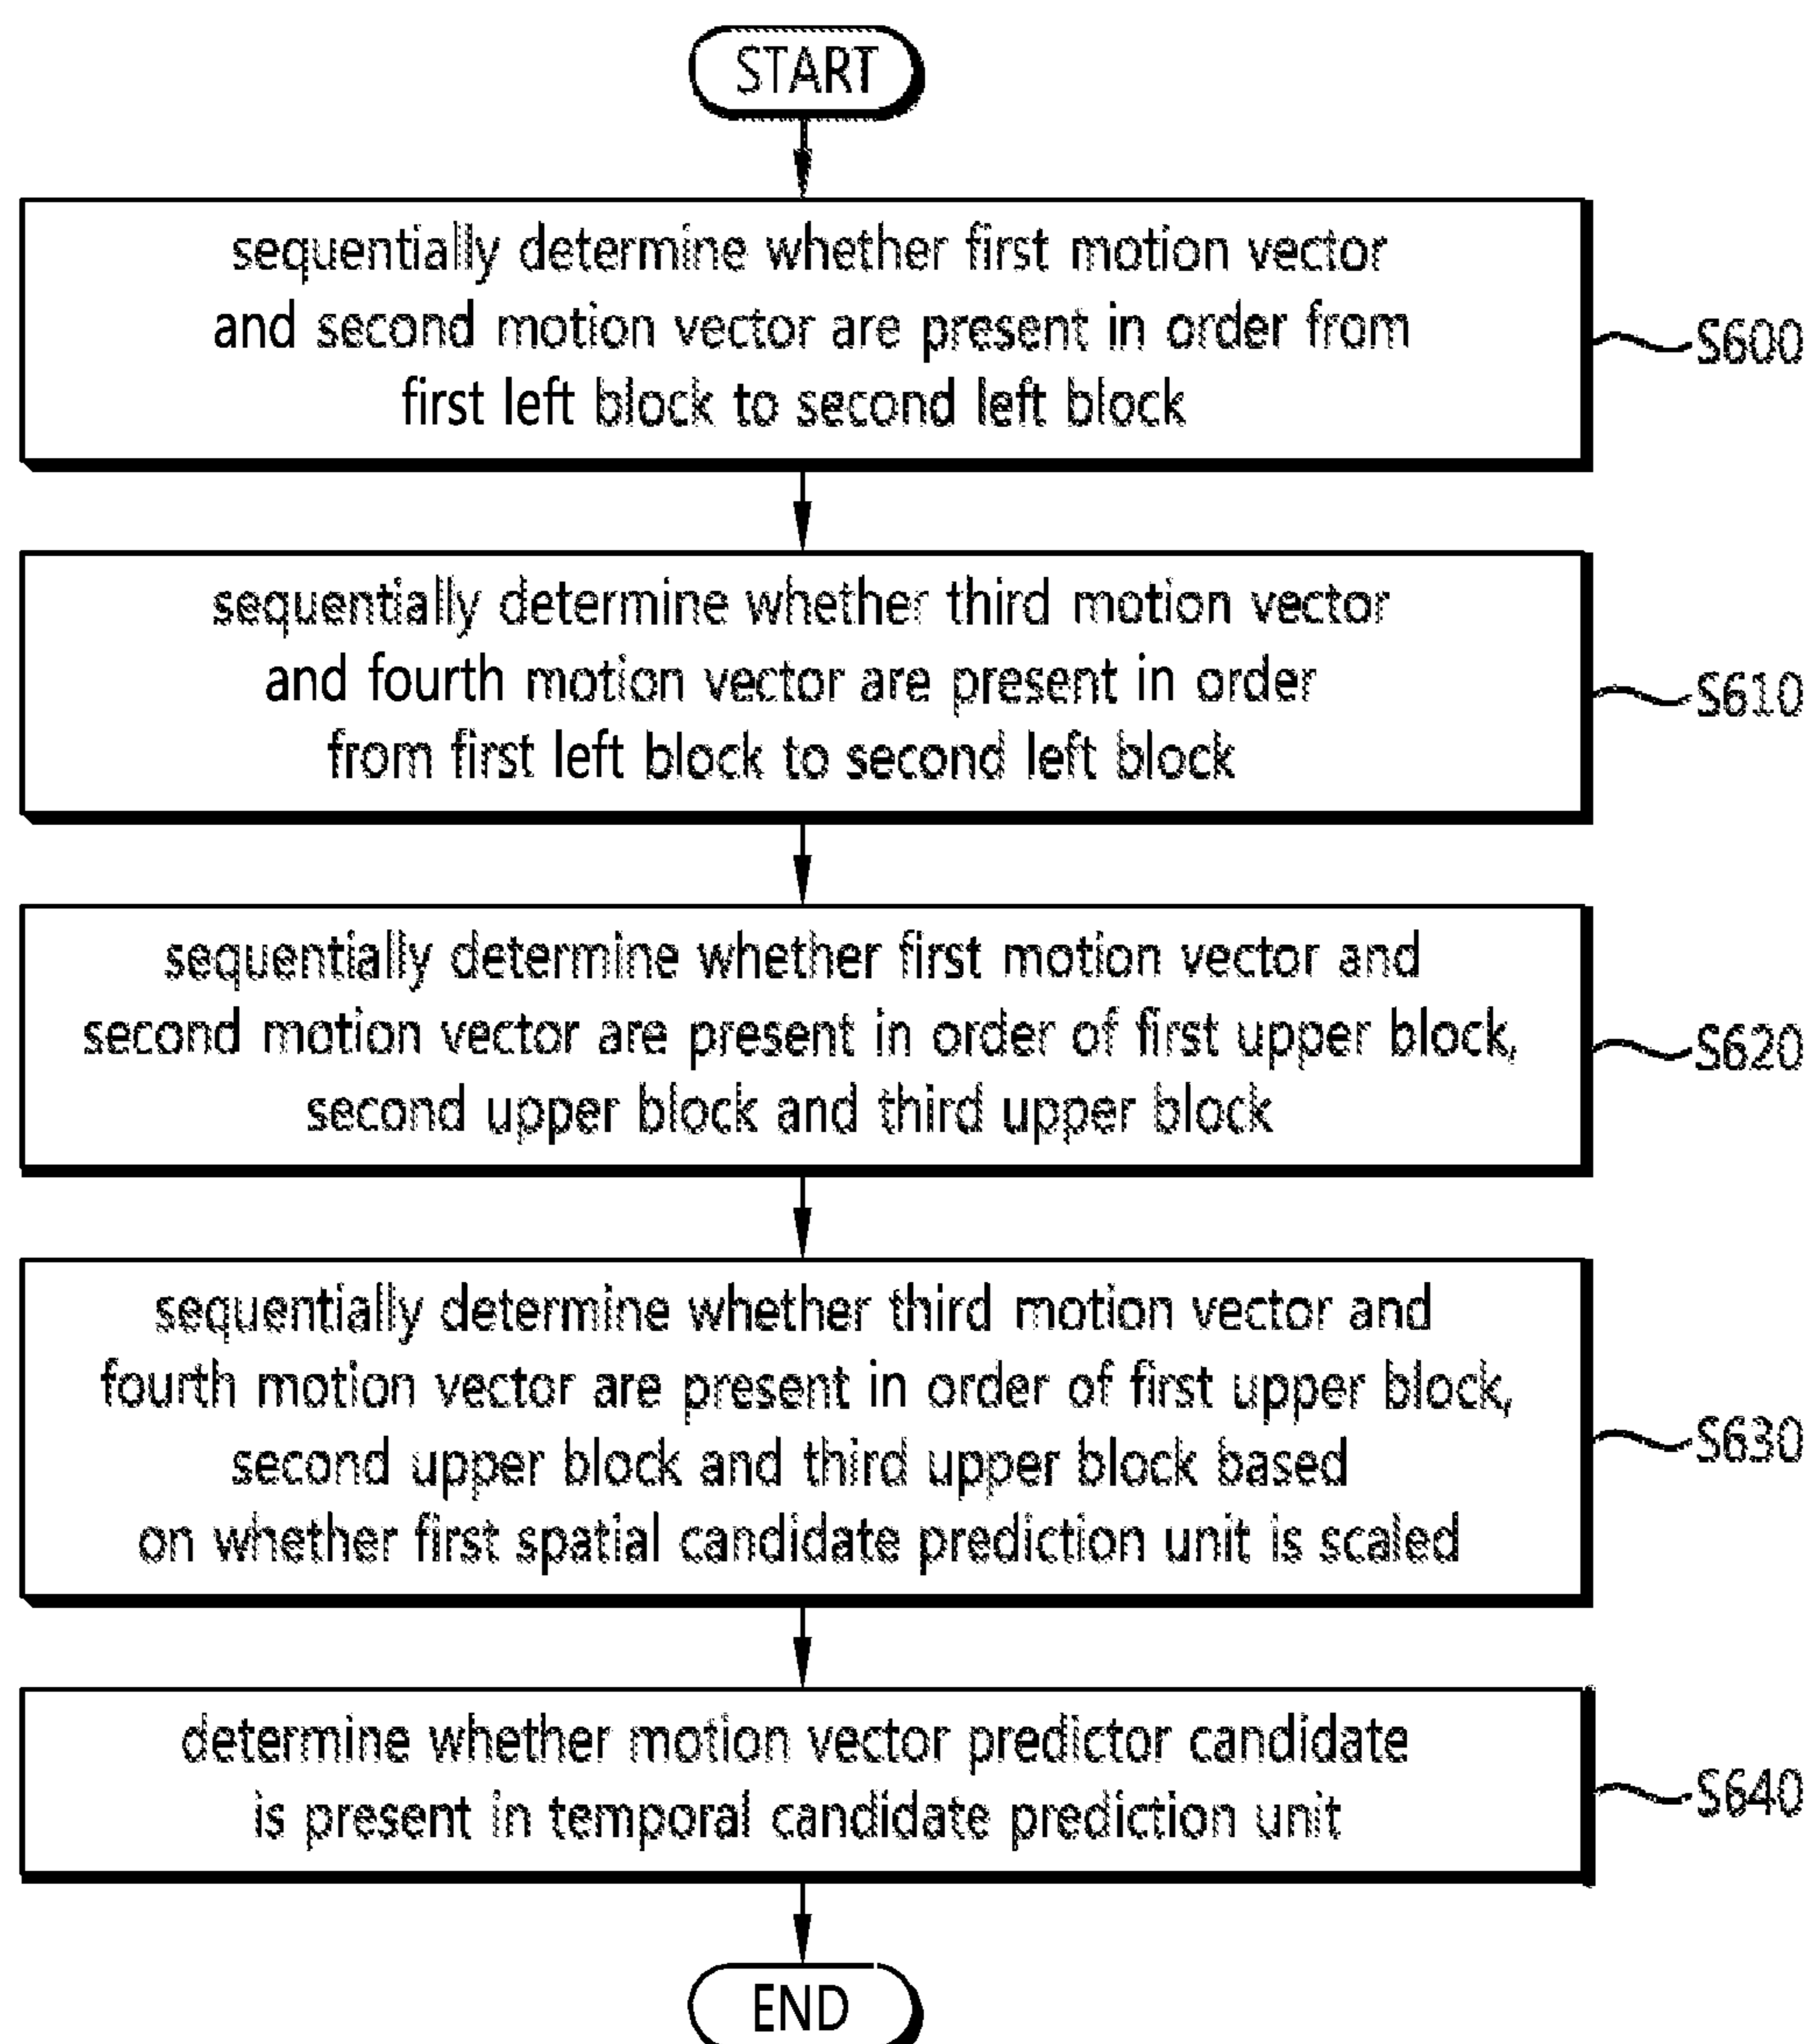 START
sequentially determine whether first motion vector
and second motion vector are present in order from
first left block to second left block
S600
sequentially determine whether third motion vector
and fourth motion vector are present in order
from first left block to second left block
S610
sequentially determine whether first motion vector and
second motion vector are present in order of first upper block,
second upper block and third upper block
S620
sequentially determine whether third motion vector and
fourth motion vector are present in order of first upper block,
second upper block and third upper block based
on whether first spatial candidate prediction unit is scaled
S630
determine whether motion vector predictor candidate
is present in temporal candidate prediction unit
S640
END